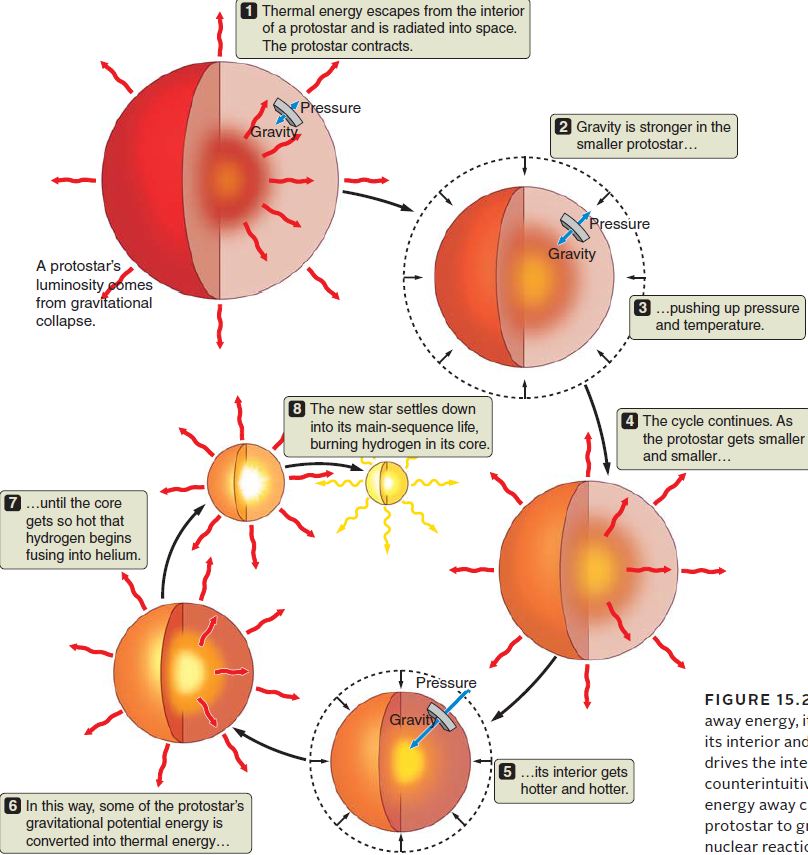 1 Thermal energy escapes from the interior
of a protostar and is radiated into space.
The protostar contracts.
Pressure
Gravity
A protostar’s
luminosity comes
from gravitational
collapse.
2 Gravity is stronger in the
smaller protostar…
Pressure
Gravity
3 …pushing up pressure
and temperature.
4 The cycle continues. As
the protostar gets smaller
and smaller…
Pressure
Gravity
5 …its interior gets
hotter and hotter.
6 In this way, some of the protostar’s
gravitational potential energy is
converted into thermal energy…
7 …until the core
gets so hot that
hydrogen begins
fusing into helium.
8 The new star settles down
into its main-sequence life,
burning hydrogen in its core.
FIGURE 15.2
away energy, i
its interior and
drives the inte
counterintuitiv
energy away c
protostar to g
nuclear reactio